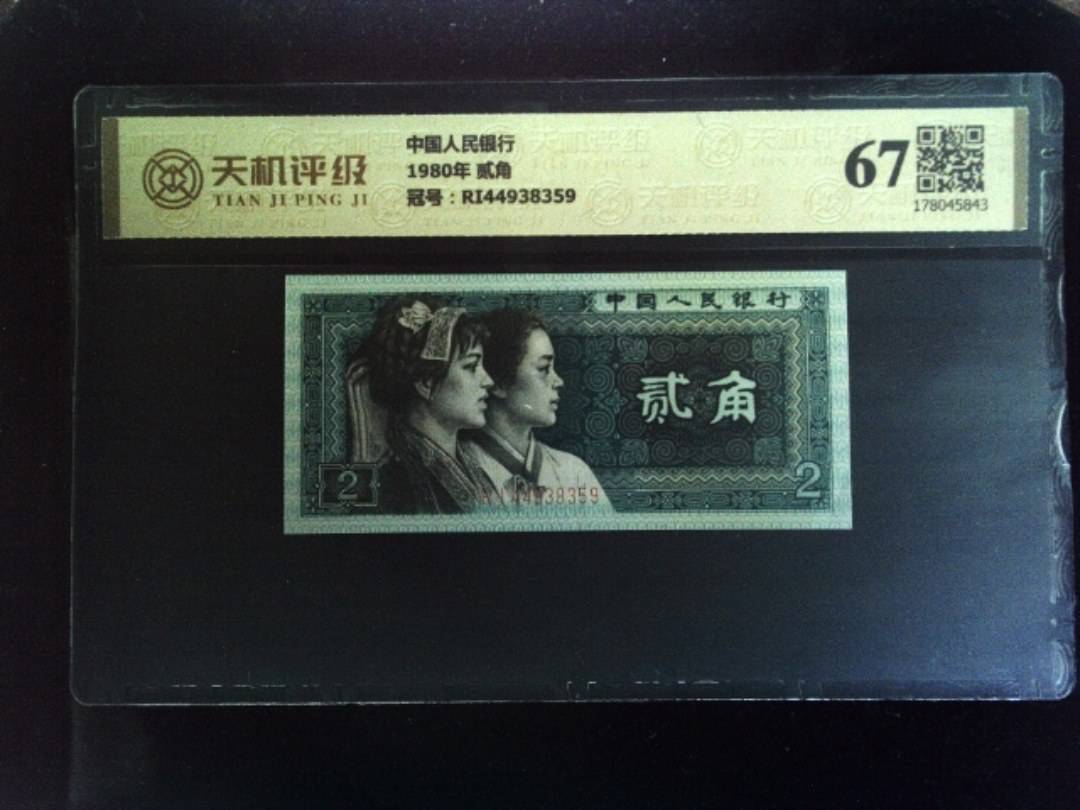 天机评级
TIAN JI PING JI
中国人民银行
1980年 贰角
冠号：RI44938359
67
178045843
中国人民银行
贰角
2
2
RI44938359